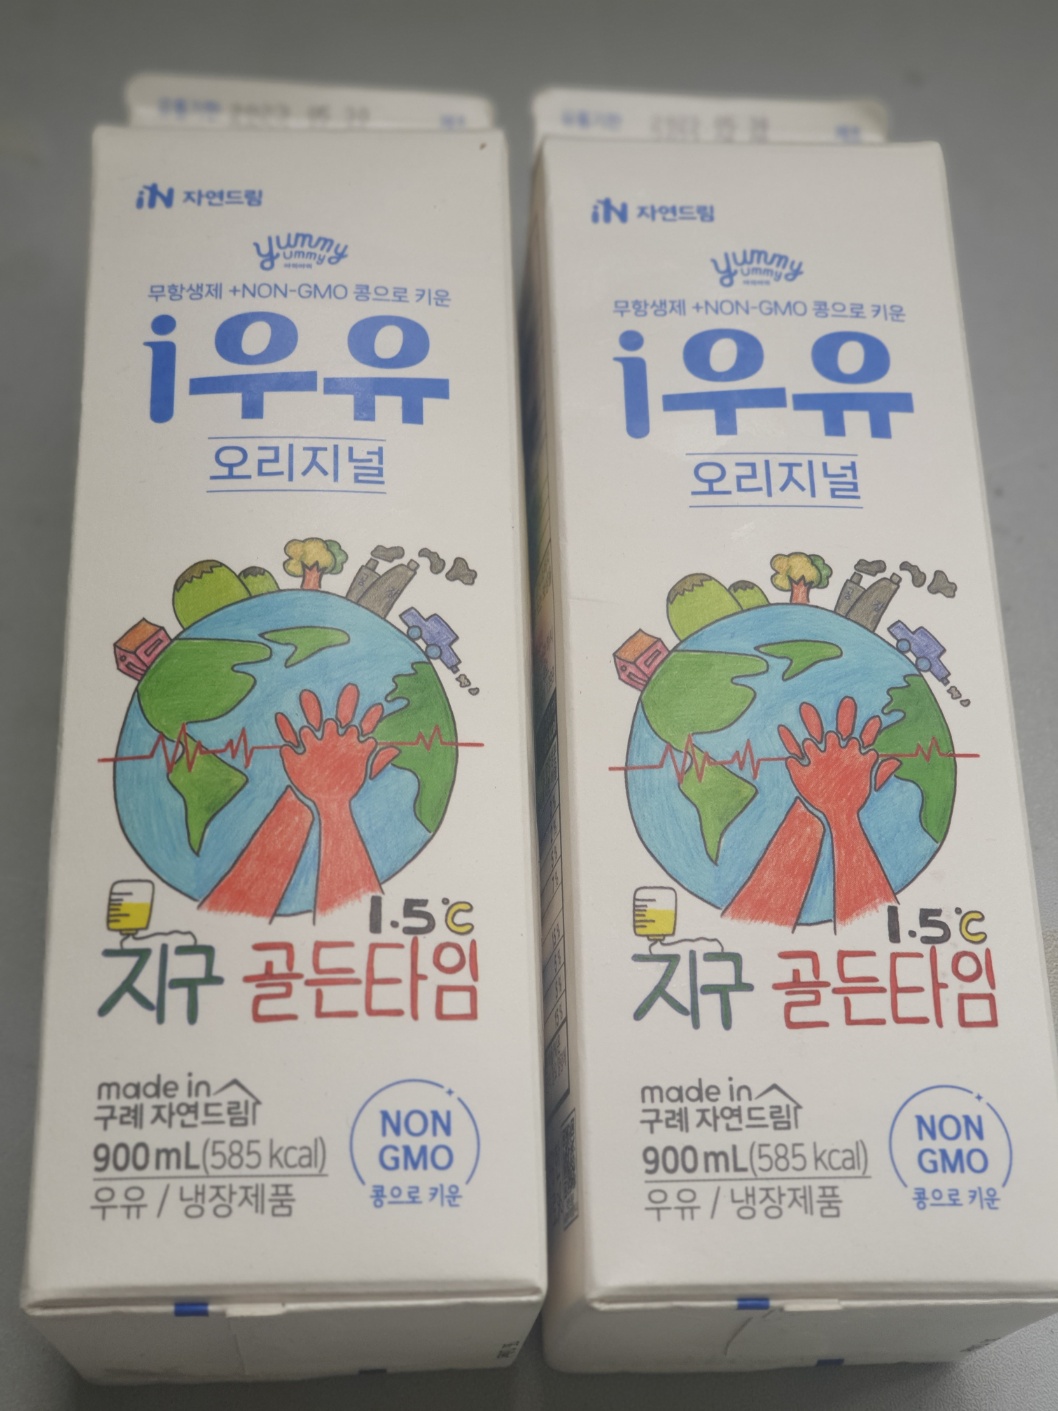 iN 자연드림
yummy
ummy
무항생제 +NON-GMO 콩으로 키운
i우유
오리지널
1.5℃
지구 골든타임
made in
구례 자연드림
900mL(585 kcal)
우유 / 냉장제품
NON
GMO
콩으로 키운
iN 자연드림
yummy
ummy
무항생제 +NON-GMO 콩으로 키운
i우유
오리지널
1.5℃
지구 골든타임
made in
구례 자연드림
900mL(585 kcal)
우유 / 냉장제품
NON
GMO
콩으로 키운